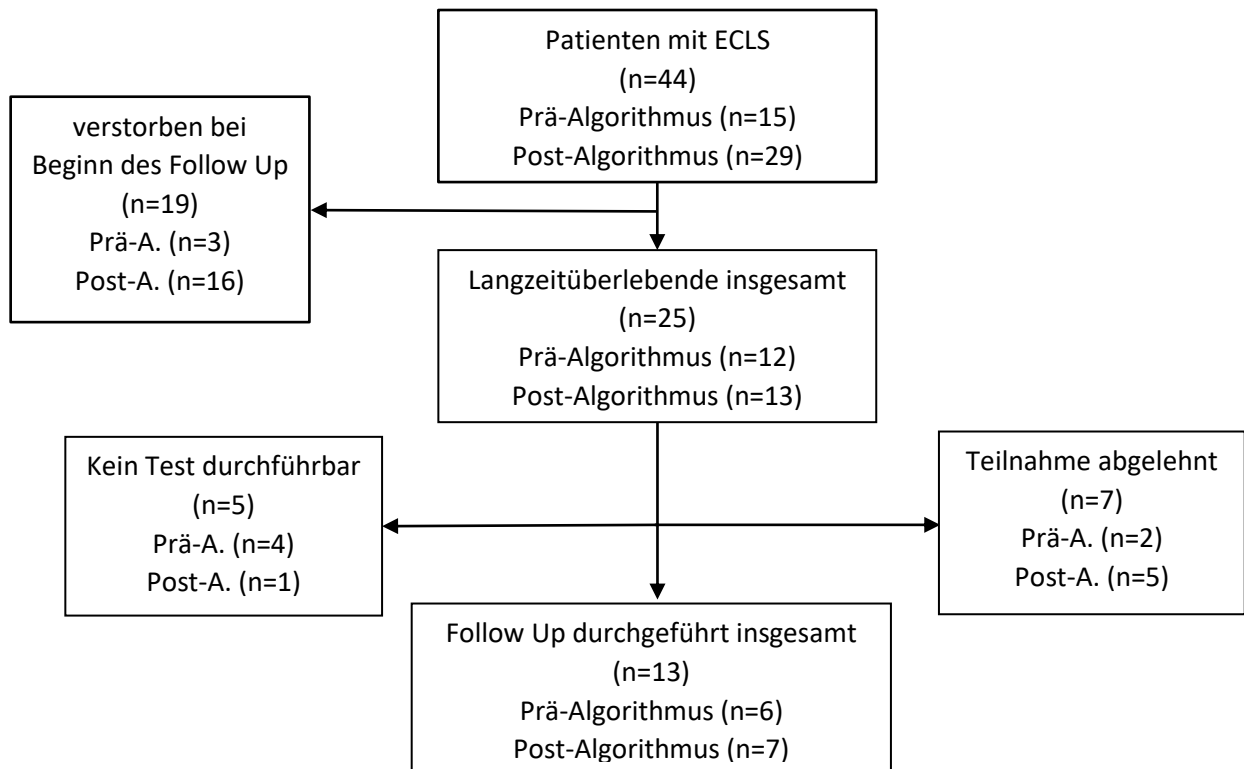 Patienten mit ECLS
(n=44)
Prä-Algorithmus (n=15)
Post-Algorithmus (n=29)
verstorben bei
Beginn des Follow Up
(n=19)
Prä-A. (n=3)
Post-A. (n=16)
Langzeitüberlebende insgesamt
(n=25)
Prä-Algorithmus (n=12)
Post-Algorithmus (n=13)
Kein Test durchführbar
(n=5)
Prä-A. (n=4)
Post-A. (n=1)
Teilnahme abgelehnt
(n=7)
Prä-A. (n=2)
Post-A. (n=5)
Follow Up durchgeführt insgesamt
(n=13)
Prä-Algorithmus (n=6)
Post-Algorithmus (n=7)